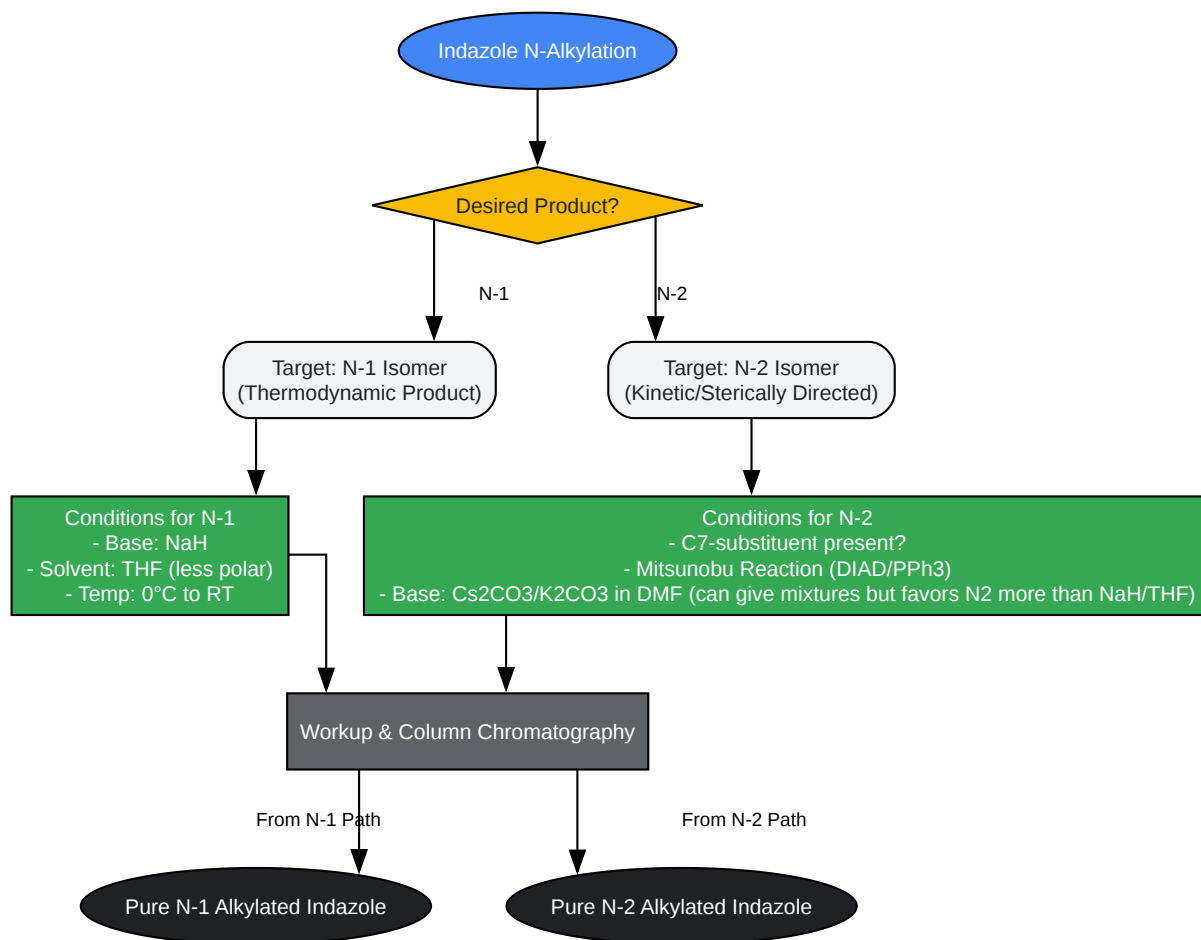 Indazole N-Alkylation
Desired Product?
N-1
N-2
Target: N-1 Isomer
(Thermodynamic Product)
Target: N-2 Isomer
(Kinetic/Sterically Directed)
Conditions for N-1
- Base: NaH
- Solvent: THF (less polar)
- Temp: 0°C to RT
Conditions for N-2
- C7-substituent present?
- Mitsunobu Reaction (DIAD/PPh3)
- Base: Cs2CO3/K2CO3 in DMF (can give mixtures but favors N2 more than NaH/THF)
Workup & Column Chromatography
From N-1 Path
From N-2 Path
Pure N-1 Alkylated Indazole
Pure N-2 Alkylated Indazole